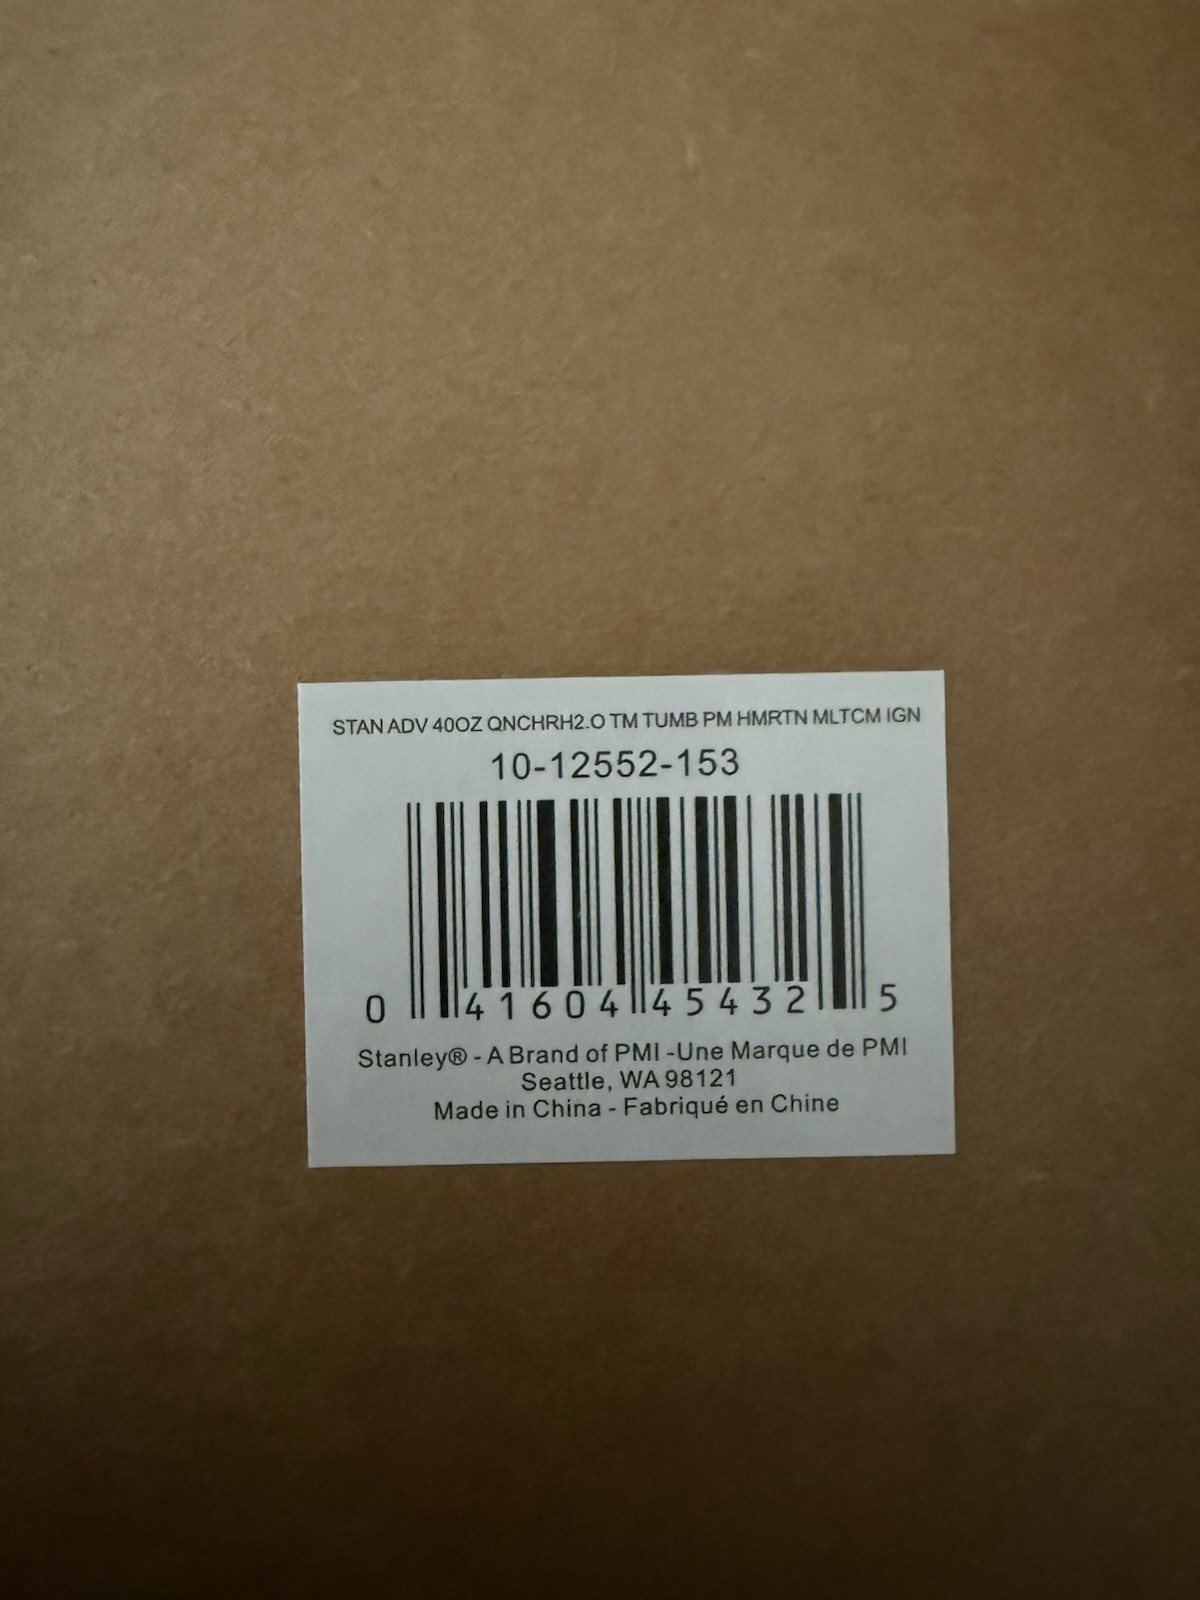 STAN ADV 40OZ QNCHRH2.O TM TUMB PM HMRTN MLTCM IGN
10-12552-153
0 41604 45432 5
Stanley® - A Brand of PMI -Une Marque de PMI
Seattle, WA 98121
Made in China - Fabriqué en Chine